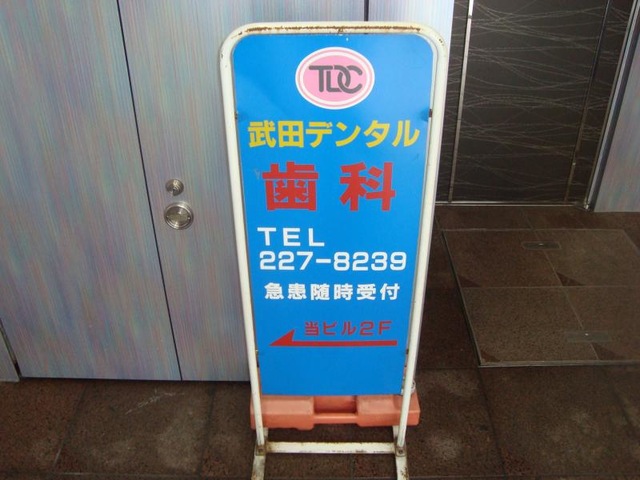 TDC
武田デンタル
歯科
TEL
227-8239
急患随時受付
当ビル2F